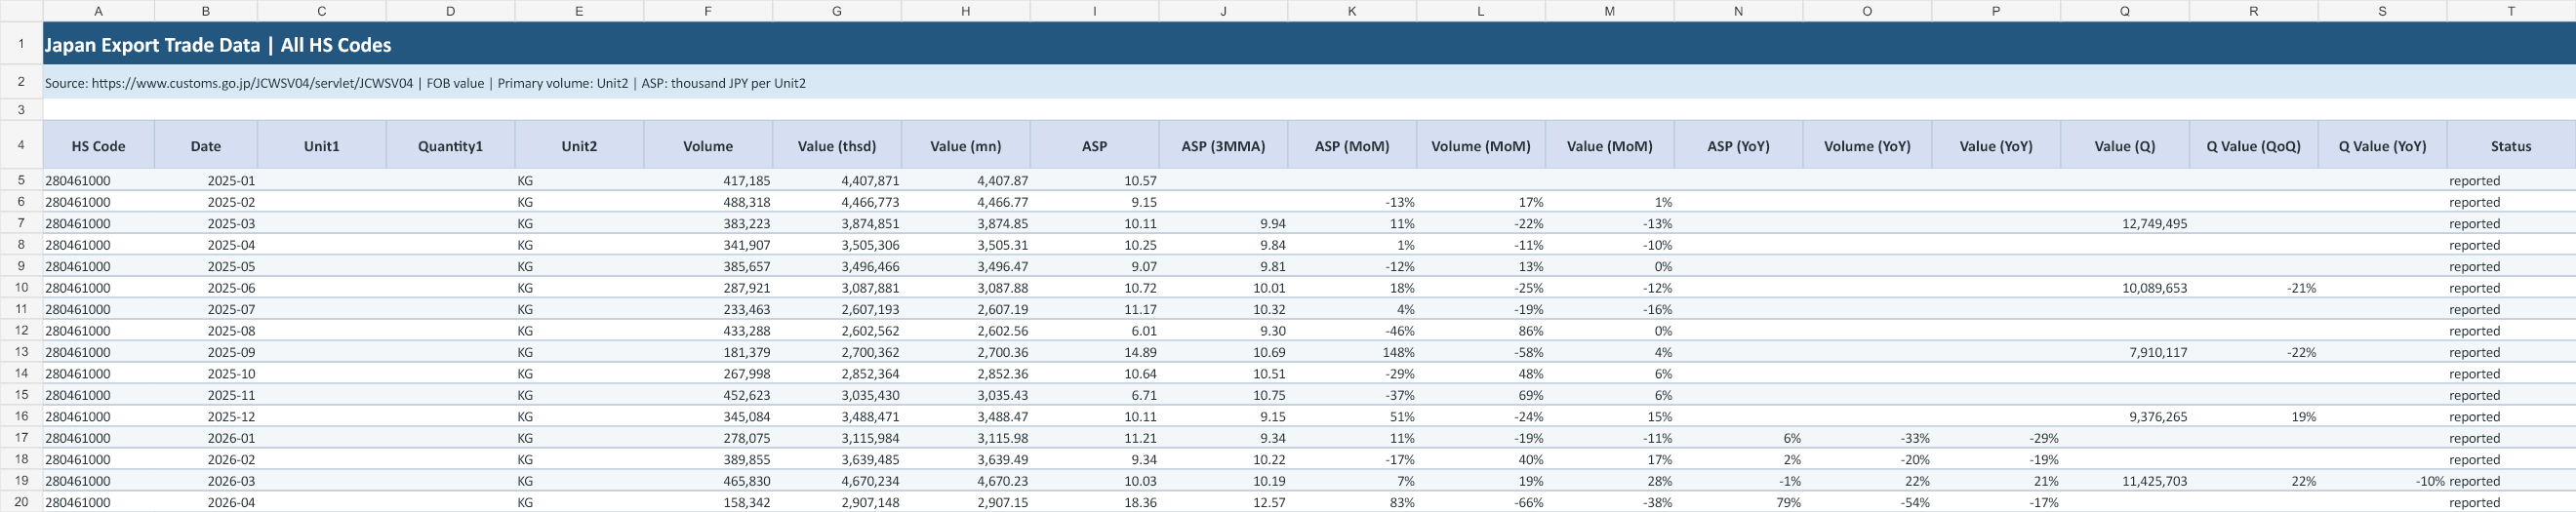 A B C D E F G H I J K L M N O P Q R S T
1 Japan Export Trade Data | All HS Codes
2 Source: https://www.customs.go.jp/JCWSV04/servlet/JCWSV04 | FOB value | Primary volume: Unit2 | ASP: thousand JPY per Unit2
3
4 HS Code Date Unit1 Quantity1 Unit2 Volume Value (thsd) Value (mn) ASP ASP (3MMA) ASP (MoM) Volume (MoM) Value (MoM) ASP (YoY) Volume (YoY) Value (YoY) Value (Q) Q Value (QoQ) Q Value (YoY) Status
5 280461000 2025-01 KG 417,185 4,407,871 4,407.87 10.57 reported
6 280461000 2025-02 KG 488,318 4,466,773 4,466.77 9.15 -13% 17% 1% reported
7 280461000 2025-03 KG 383,223 3,874,851 3,874.85 10.11 9.94 11% -22% -13% 12,749,495 reported
8 280461000 2025-04 KG 341,907 3,505,306 3,505.31 10.25 9.84 1% -11% -10% reported
9 280461000 2025-05 KG 385,657 3,496,466 3,496.47 9.07 9.81 -12% 13% 0% reported
10 280461000 2025-06 KG 287,921 3,087,881 3,087.88 10.72 10.01 18% -25% -12% 10,089,653 -21% reported
11 280461000 2025-07 KG 233,463 2,607,193 2,607.19 11.17 10.32 4% -19% -16% reported
12 280461000 2025-08 KG 433,288 2,602,562 2,602.56 6.01 9.30 -46% 86% 0% reported
13 280461000 2025-09 KG 181,379 2,700,362 2,700.36 14.89 10.69 148% -58% 4% 7,910,117 -22% reported
14 280461000 2025-10 KG 267,998 2,852,364 2,852.36 10.64 10.51 -29% 48% 6% reported
15 280461000 2025-11 KG 452,623 3,035,430 3,035.43 6.71 10.75 -37% 69% 6% reported
16 280461000 2025-12 KG 345,084 3,488,471 3,488.47 10.11 9.15 51% -24% 15% 9,376,265 19% reported
17 280461000 2026-01 KG 278,075 3,115,984 3,115.98 11.21 9.34 11% -19% -11% 6% -33% -29% reported
18 280461000 2026-02 KG 389,855 3,639,485 3,639.49 9.34 10.22 -17% 40% 17% 2% -20% -19% reported
19 280461000 2026-03 KG 465,830 4,670,234 4,670.23 10.03 10.19 7% 19% 28% -1% 22% 21% 11,425,703 22% -10% reported
20 280461000 2026-04 KG 158,342 2,907,148 2,907.15 18.36 12.57 83% -66% -38% 79% -54% -17% reported